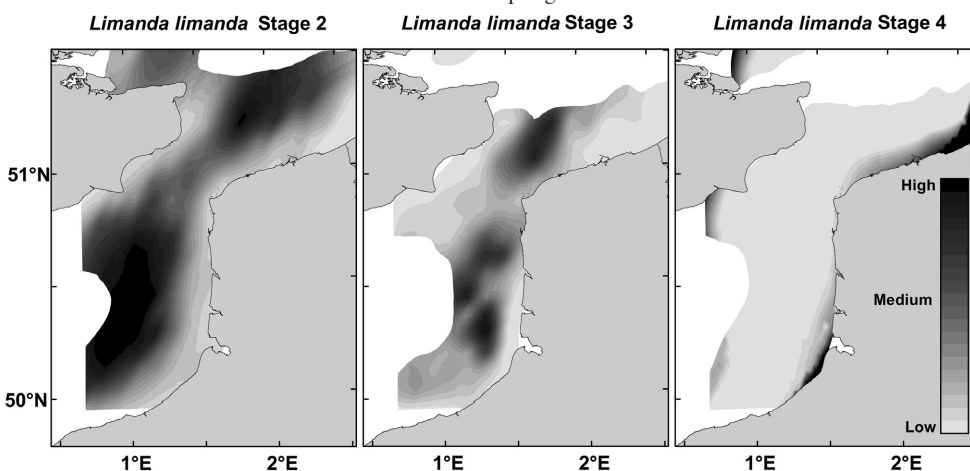 Limanda limanda Stage 2
Limanda limanda Stage 3
Limanda limanda Stage 4
51°N
50°N
High
Medium
Low
1°E
2°E
1°E
2°E
1°E
2°E